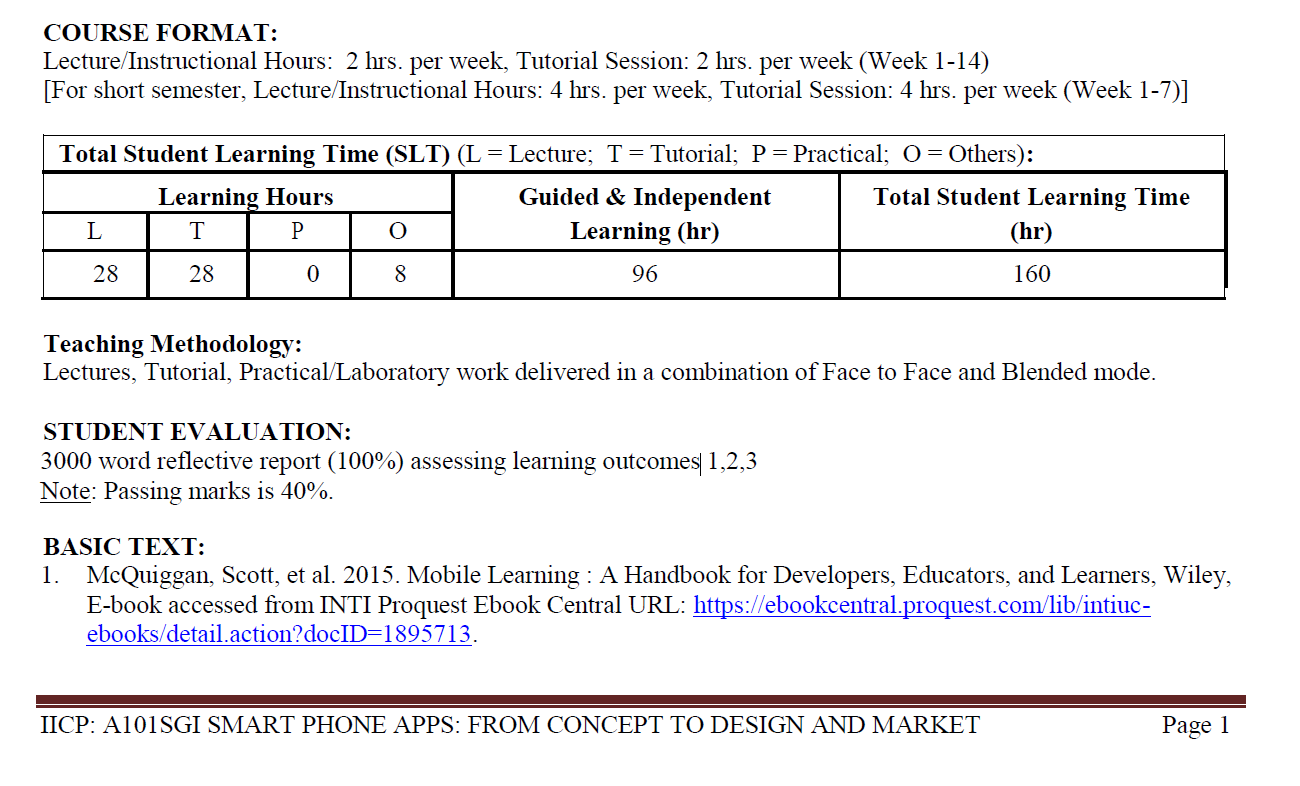 COURSE FORMAT:
Lecture/Instructional Hours:  2 hrs. per week, Tutorial Session: 2 hrs. per week (Week 1-14)
[For short semester, Lecture/Instructional Hours: 4 hrs. per week, Tutorial Session: 4 hrs. per week (Week 1-7)]
Total Student Learning Time (SLT) (L = Lecture;  T = Tutorial;  P = Practical;  O = Others):
Learning Hours
Guided & Independent
Learning (hr)
Total Student Learning Time
(hr)
L T P O
28 28 0 8 96 160
Teaching Methodology:
Lectures, Tutorial, Practical/Laboratory work delivered in a combination of Face to Face and Blended mode.
STUDENT EVALUATION:
3000 word reflective report (100%) assessing learning outcomes 1,2,3
Note: Passing marks is 40%.
BASIC TEXT:
1. McQuiggan, Scott, et al. 2015. Mobile Learning : A Handbook for Developers, Educators, and Learners, Wiley,
E-book accessed from INTI Proquest Ebook Central URL: https://ebookcentral.proquest.com/lib/intiuc-
ebooks/detail.action?docID=1895713.
IICP: A101SGI SMART PHONE APPS: FROM CONCEPT TO DESIGN AND MARKET Page 1